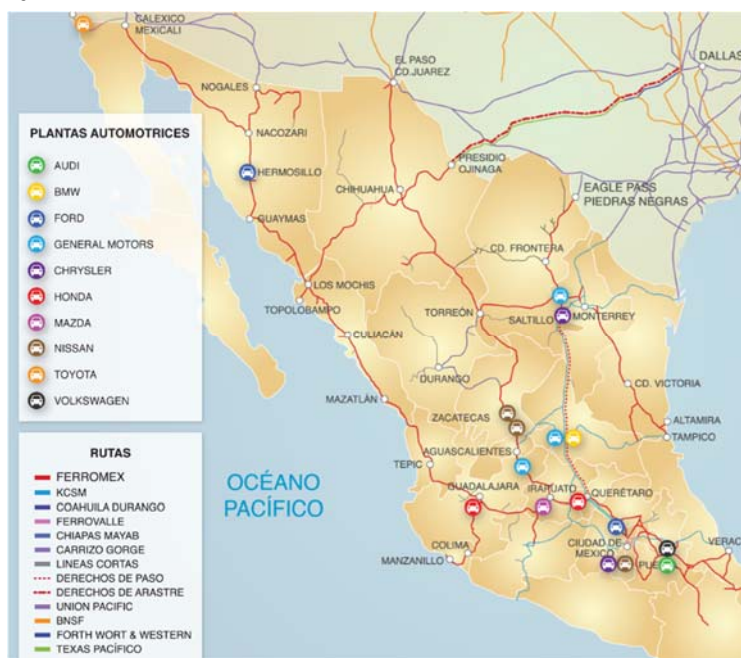 CALEXICO
MEXICALI
DALLAS
EL PASO
CD.JUAREZ
NOGALES
PLANTAS AUTOMOTRICES
NACOZARI
AUDI
BMW
FORD
GENERAL MOTORS
CHRYSLER
HONDA
MAZDA
NISSAN
TOYOTA
VOLKSWAGEN
PRESIDIO
OJINAGA
HERMOSILLO
EAGLE PASS
PIEDRAS NEGRAS
CHIHUAHUA
GUAYMAS
CD. FRONTERA
LOS MOCHIS
TOPOLOBAMPO
TORREÓN
SALTILLO
MONTERREY
CULIACÁN
DURANGO
CD. VICTORIA
MAZATLÁN
ZACATECAS
ALTAMIRA
TAMPICO
AGUASCALIENTES
TEPIC
RUTAS
FERROMEX
KCSM
COAHUILA DURANGO
FERROVALLE
CHIAPAS MAYAB
CARRIZO GORGE
LINEAS CORTAS
DERECHOS DE PASO
DERECHOS DE ARASTRE
UNION PACIFIC
BNSF
FORTH WORT & WESTERN
TEXAS PACÍFICO
OCÉANO
PACÍFICO
GUADALAJARA
IRAPUATO
QUERÉTARO
COLIMA
MANZANILLO
CIUDAD DE
MEXICO
PUE
VERAC